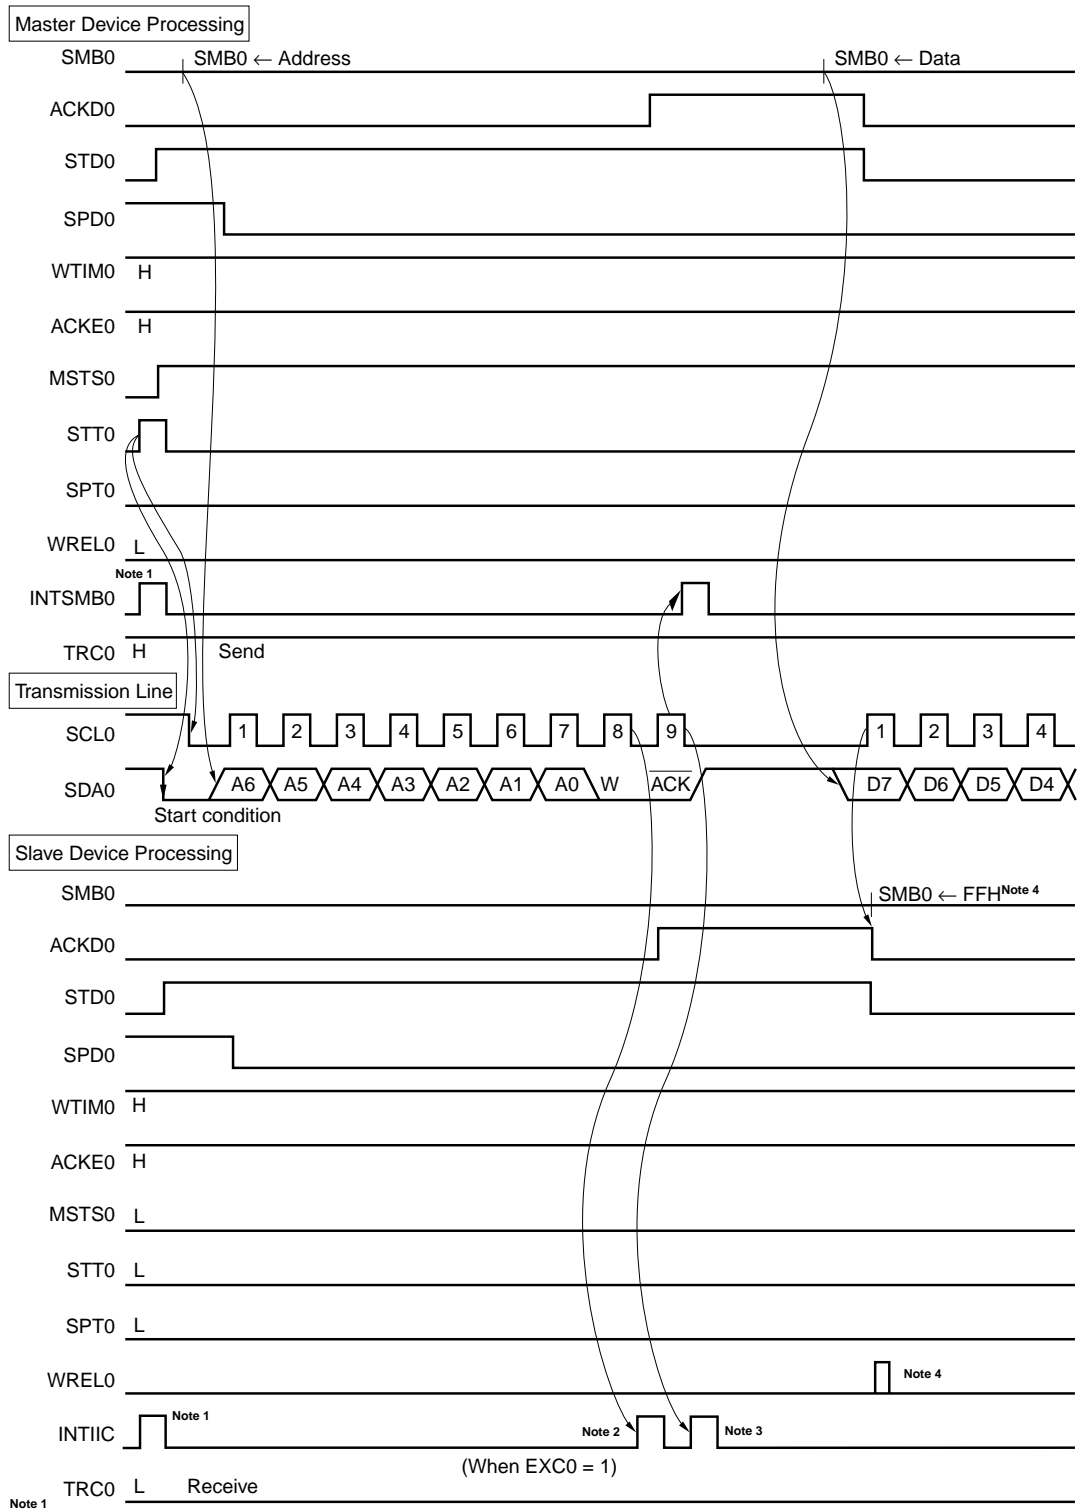 Master Device Processing
SMB0 SMB0 ← Address SMB0 ← Data
ACKD0
STD0
SPD0
WTIM0 H
ACKE0 H
MSTS0
STT0
SPT0
WREL0 L
Note 1
INTSMB0
TRC0 H Send
Transmission Line
SCL0 1 2 3 4 5 6 7 8 9 1 2 3 4
SDA0 A6 A5 A4 A3 A2 A1 A0 W A̅C̅K̅ D7 D6 D5 D4
Start condition
Slave Device Processing
SMB0 SMB0 ← FFH Note 4
ACKD0
STD0
SPD0
WTIM0 H
ACKE0 H
MSTS0 L
STT0 L
SPT0 L
WREL0 Note 4
INTIIC Note 1 Note 2 Note 3
(When EXC0 = 1)
TRC0 L Receive
Note 1